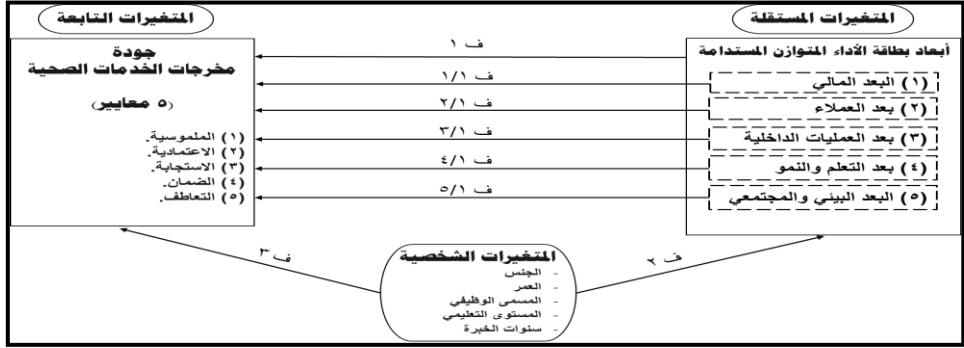 المتغيرات المستقلة
أبعاد بطاقة الأداء المتوازن المستدامة
(١) البعد المالي
(٢) بعد العملاء
(٣) بعد العمليات الداخلية
(٤) بعد التعلم والنمو
(٥) البعد البيئي والمجتمعي
ف ١
ف ١/١
ف ٢/١
ف ٣/١
ف ٤/١
ف ٥/١
المتغيرات التابعة
جودة
مخرجات الخدمات الصحية
(٥ معايير)
(١) الملموسية.
(٢) الاعتمادية.
(٣) الاستجابة.
(٤) الضمان.
(٥) التعاطف.
ف ٢
ف ٣
المتغيرات الشخصية
- الجنس
- العمر
- المسمى الوظيفي
- المستوى التعليمي
- سنوات الخبرة